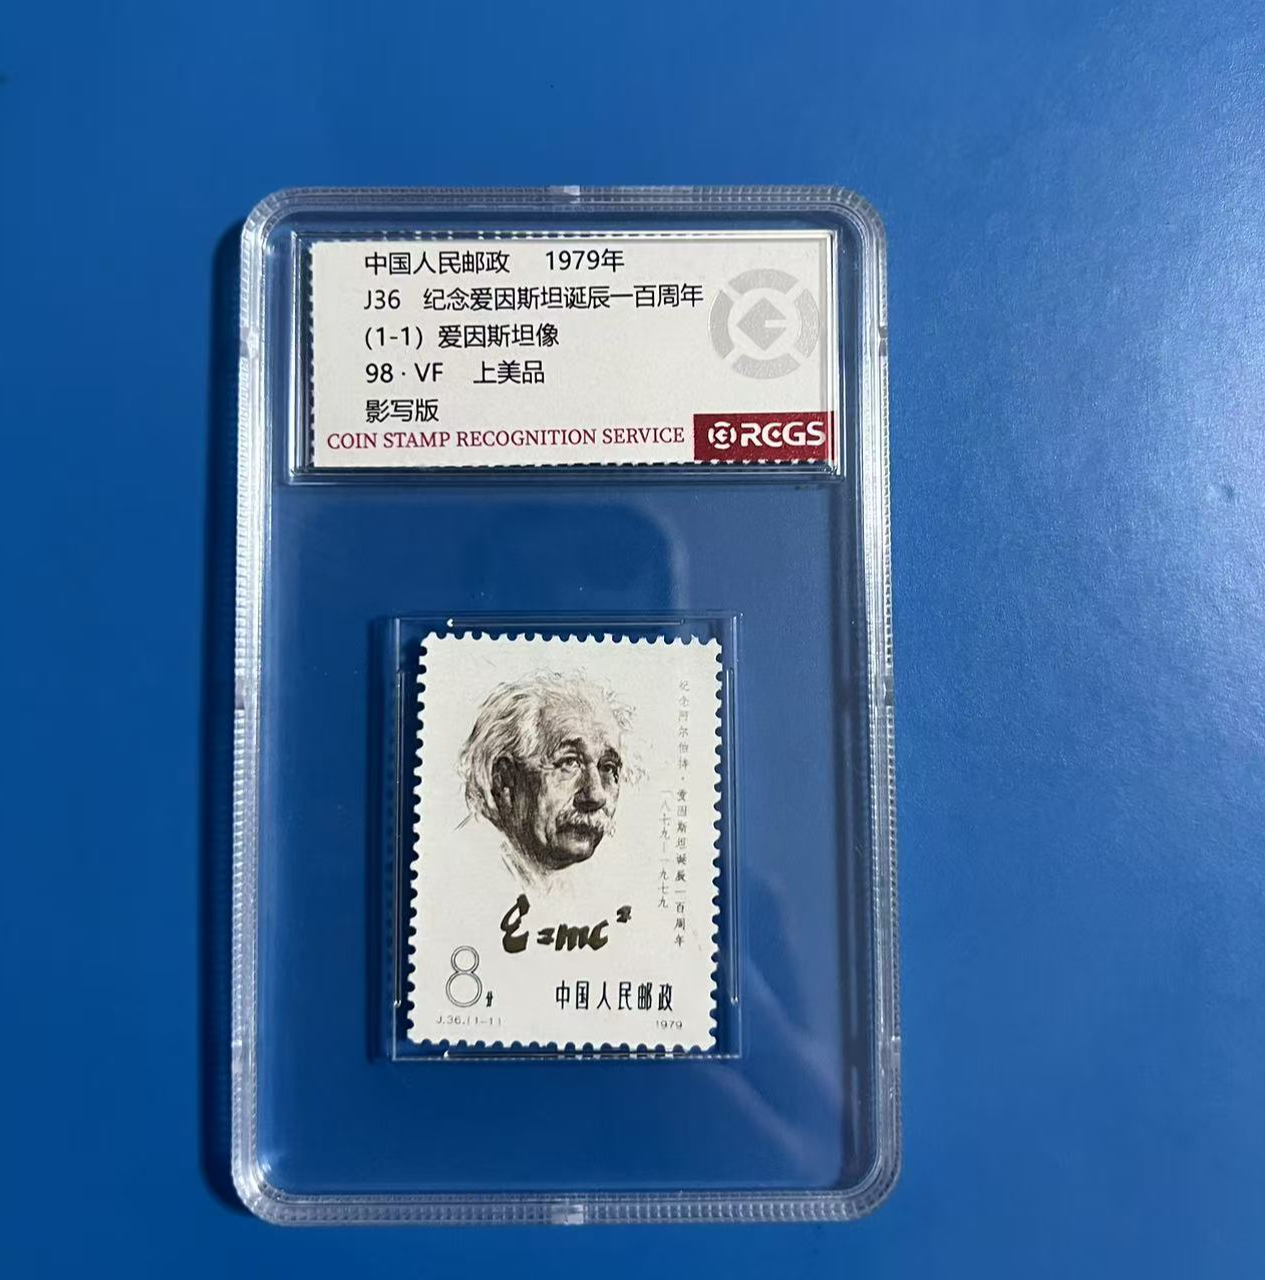 中国人民邮政 1979年
J36 纪念爱因斯坦诞辰一百周年
(1-1) 爱因斯坦像
98·VF 上美品
影写版
COIN STAMP RECOGNITION SERVICE RCGS
纪念阿尔伯特·爱因斯坦诞辰一百周年
一八七九—一九七九
E=mc²
8分
中国人民邮政
J.36.(1-1) 1979